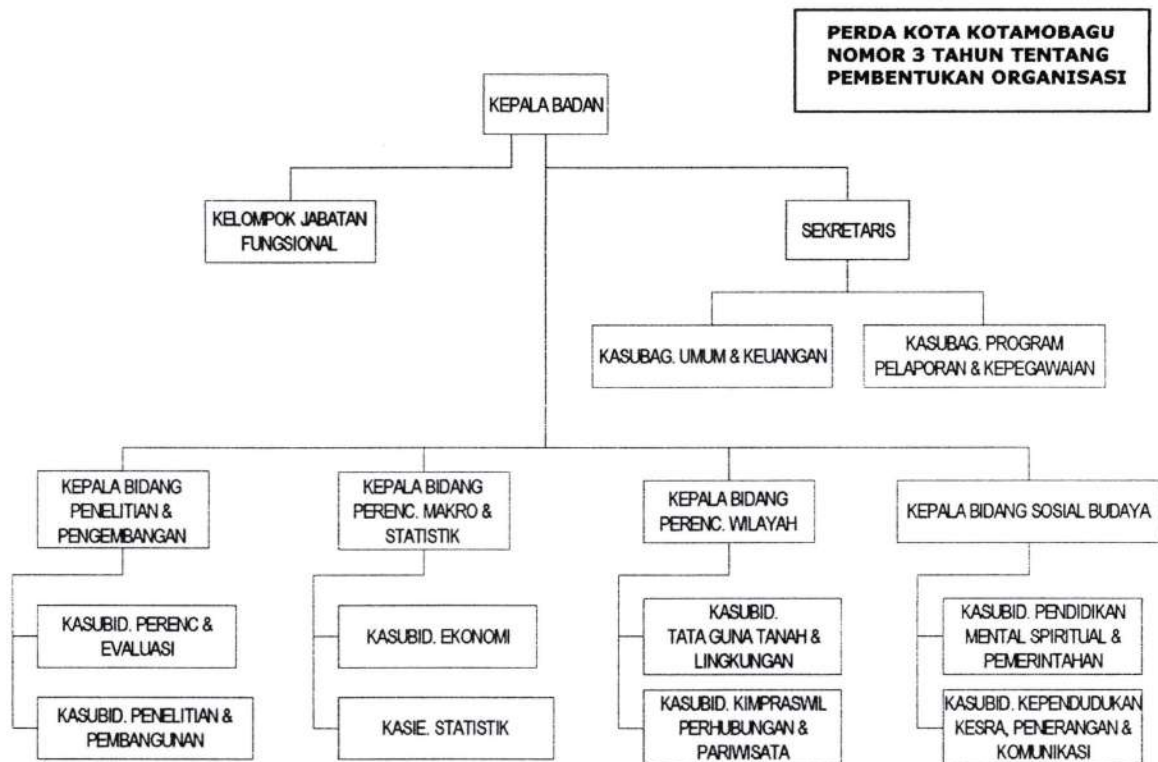 PERDA KOTA KOTAMOBAGU
NOMOR 3 TAHUN TENTANG
PEMBENTUKAN ORGANISASI
KEPALA BADAN
KELOMPOK JABATAN
FUNGSIONAL
SEKRETARIS
KASUBAG. UMUM & KEUANGAN
KASUBAG. PROGRAM
PELAPORAN & KEPEGAWAIAN
KEPALA BIDANG
PENELITIAN &
PENGEMBANGAN
KEPALA BIDANG
PERENC. MAKRO &
STATISTIK
KEPALA BIDANG
PERENC. WILAYAH
KEPALA BIDANG SOSIAL BUDAYA
KASUBID. PERENC &
EVALUASI
KASUBID. EKONOMI
KASUBID.
TATA GUNA TANAH &
LINGKUNGAN
KASUBID. PENDIDIKAN
MENTAL SPIRITUAL &
PEMERINTAHAN
KASUBID. PENELITIAN &
PEMBANGUNAN
KASIE. STATISTIK
KASUBID. KIMPRASWIL
PERHUBUNGAN &
PARIWISATA
KASUBID. KEPENDUDUKAN
KESRA, PENERANGAN &
KOMUNIKASI